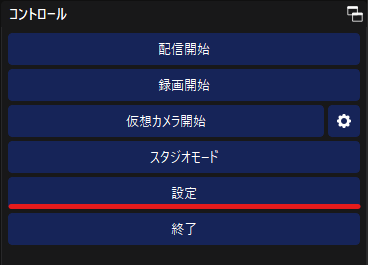 コントロール
配信開始
録画開始
仮想カメラ開始
スタジオモード
設定
終了